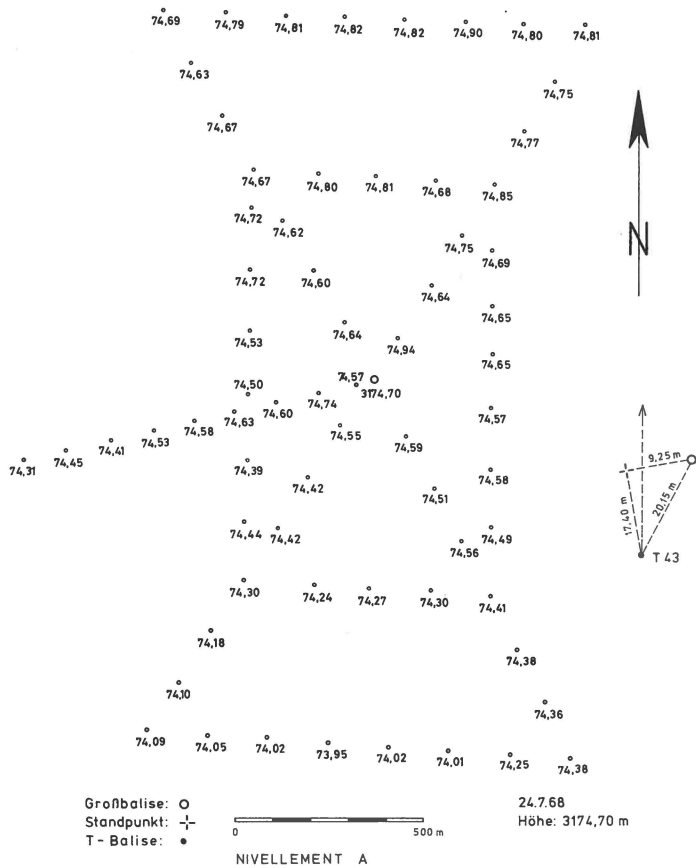 74,69 74,79 74,81 74,82 74,82 74,90 74,80 74,81
74,63 74,75
74,67 74,77
74,67 74,80 74,81 74,68 74,85
74,72 74,62 74,75 74,69
N
74,72 74,60 74,64
74,65
74,53 74,64 74,94
74,65
74,57
3174,70
74,50 74,60 74,74
74,63 74,57
74,58 74,55 74,59
74,31 74,45 74,41 74,53
74,39 74,42 74,51 74,58
9,25 m
17,40 m
20,15 m
T 43
74,44 74,42 74,56 74,49
74,30 74,24 74,27 74,30 74,41
74,18 74,38
74,10 74,36
74,09 74,05 74,02 73,95 74,02 74,01 74,25 74,38
Großbalise:
Standpunkt:
T-Balise:
0 500 m
24.7.68
Höhe: 3174,70 m
NIVELLEMENT A